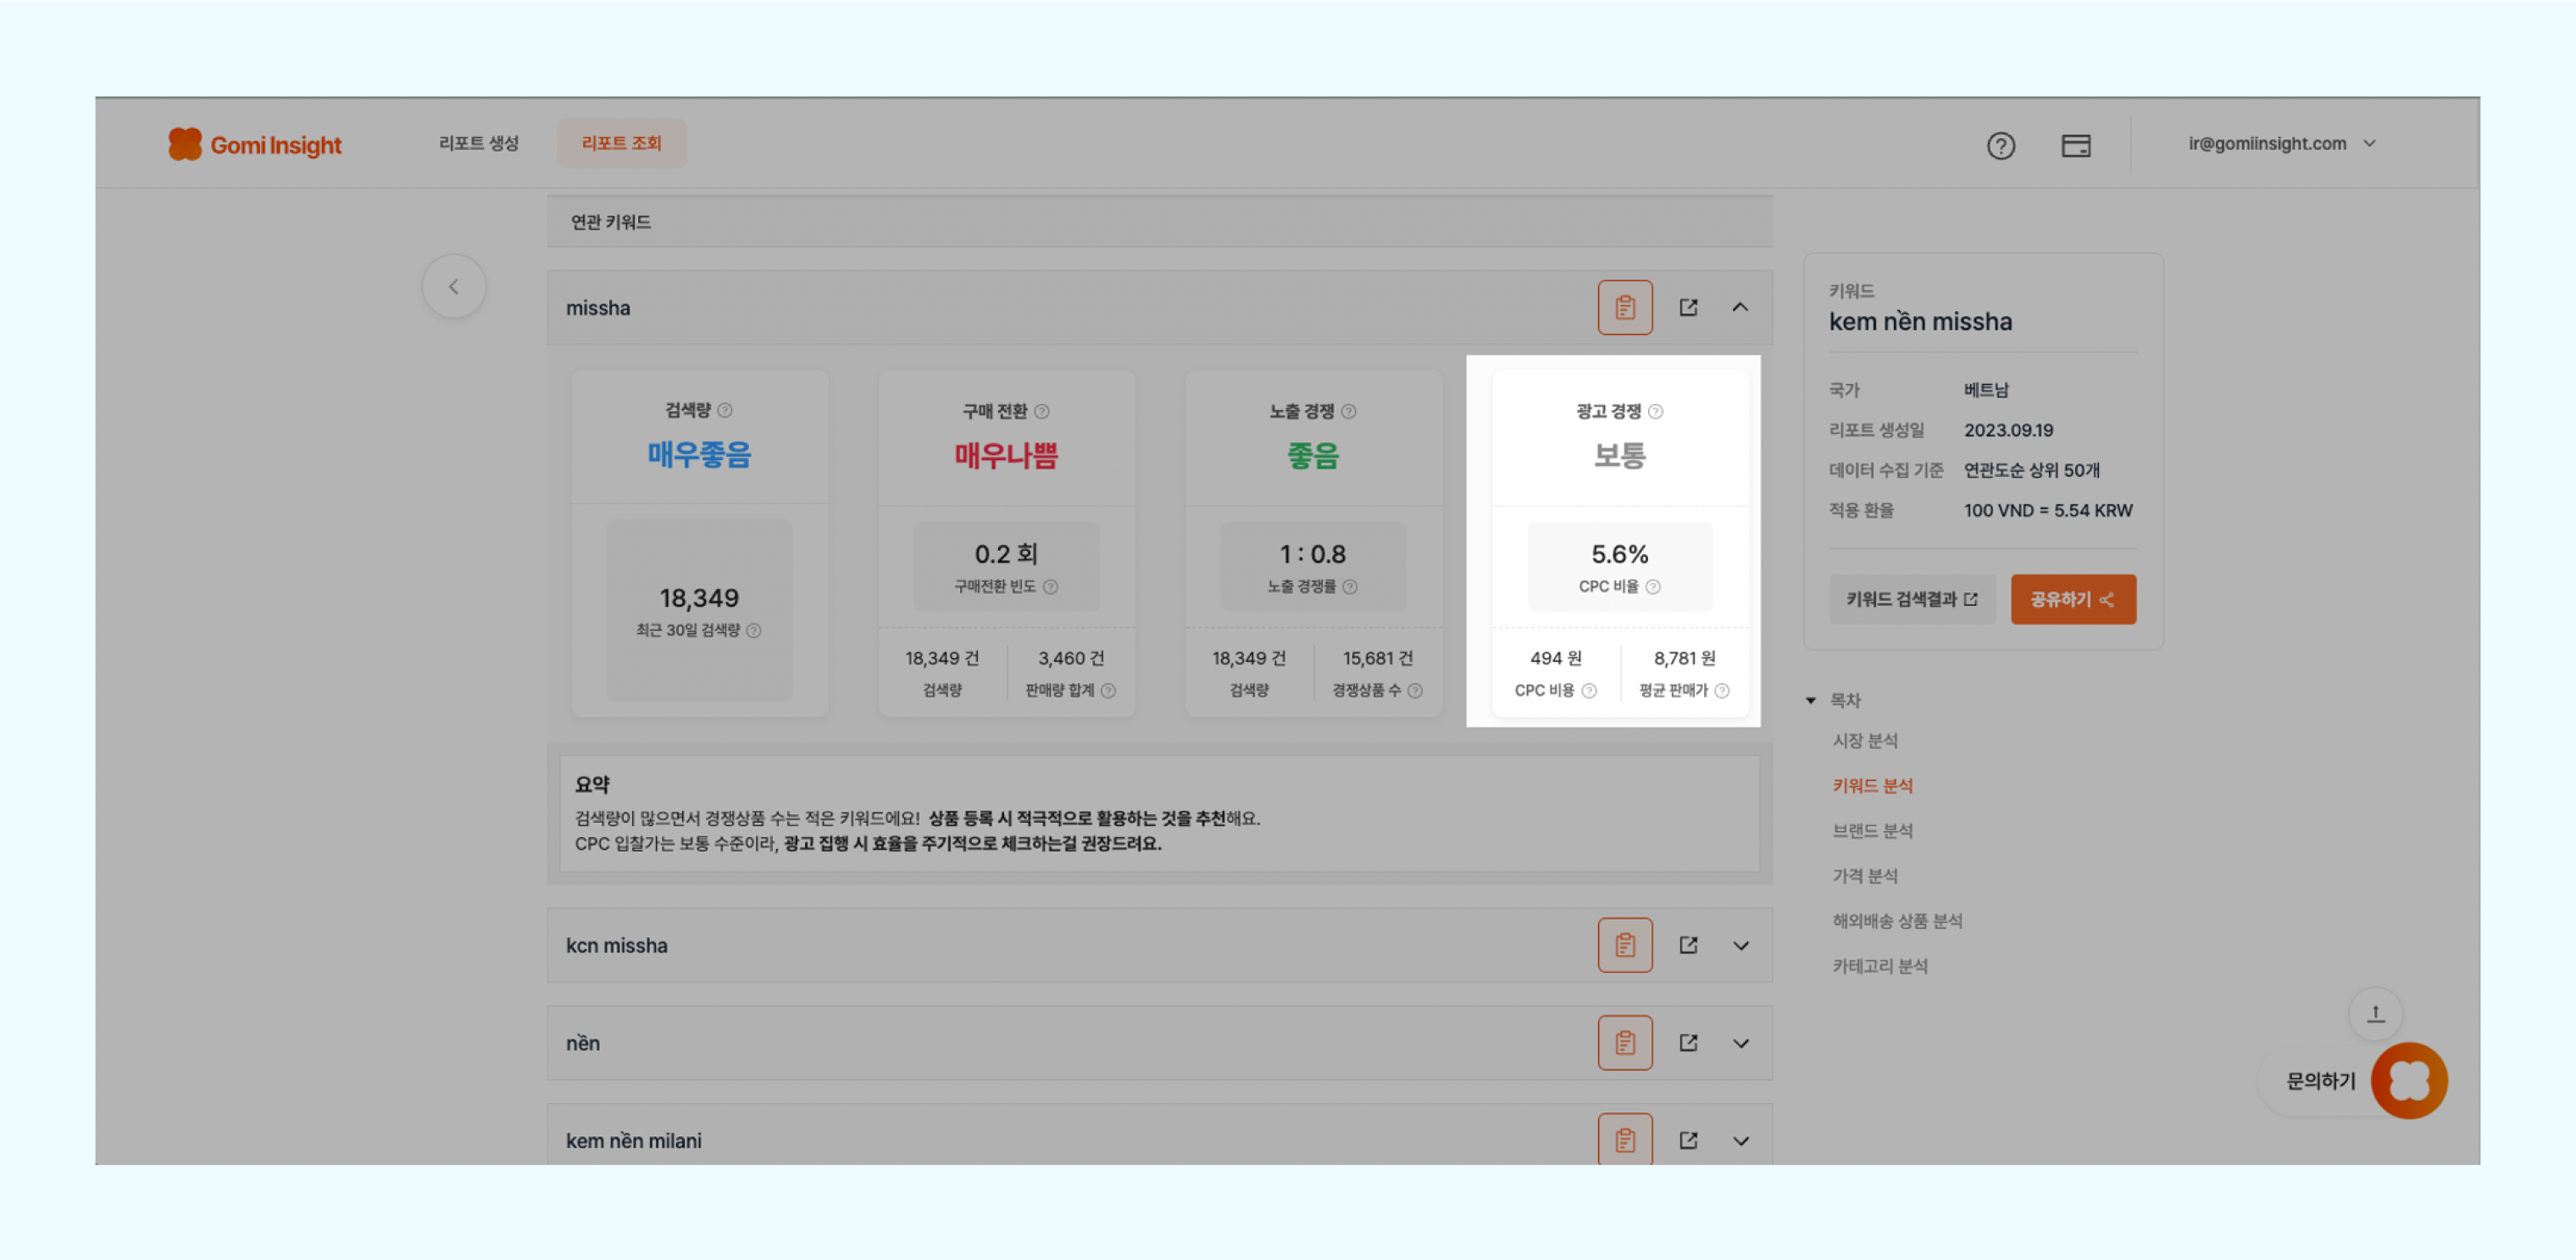 Gomi Insight
리포트 생성
리포트 조회
ir@gomiinsight.com
연관 키워드
missha
검색량
매우좋음
18,349
최근 30일 검색량
구매 전환
매우나쁨
0.2 회
구매전환 빈도
18,349 건
검색량
3,460 건
판매량 합계
노출 경쟁
좋음
1 : 0.8
노출 경쟁률
18,349 건
검색량
15,681 건
경쟁상품 수
광고 경쟁
보통
5.6%
CPC 비율
494 원
CPC 비용
8,781 원
평균 판매가
요약
검색량이 많으면서 경쟁상품 수는 적은 키워드에요! 상품 등록 시 적극적으로 활용하는 것을 추천해요.
CPC 입찰가는 보통 수준이라, 광고 집행 시 효율을 주기적으로 체크하는걸 권장드려요.
kcn missha
nền
kem nền milani
키워드
kem nền missha
국가 베트남
리포트 생성일 2023.09.19
데이터 수집 기준 연관도순 상위 50개
적용 환율 100 VND = 5.54 KRW
키워드 검색결과
공유하기
목차
시장 분석
키워드 분석
브랜드 분석
가격 분석
해외배송 상품 분석
카테고리 분석
문의하기